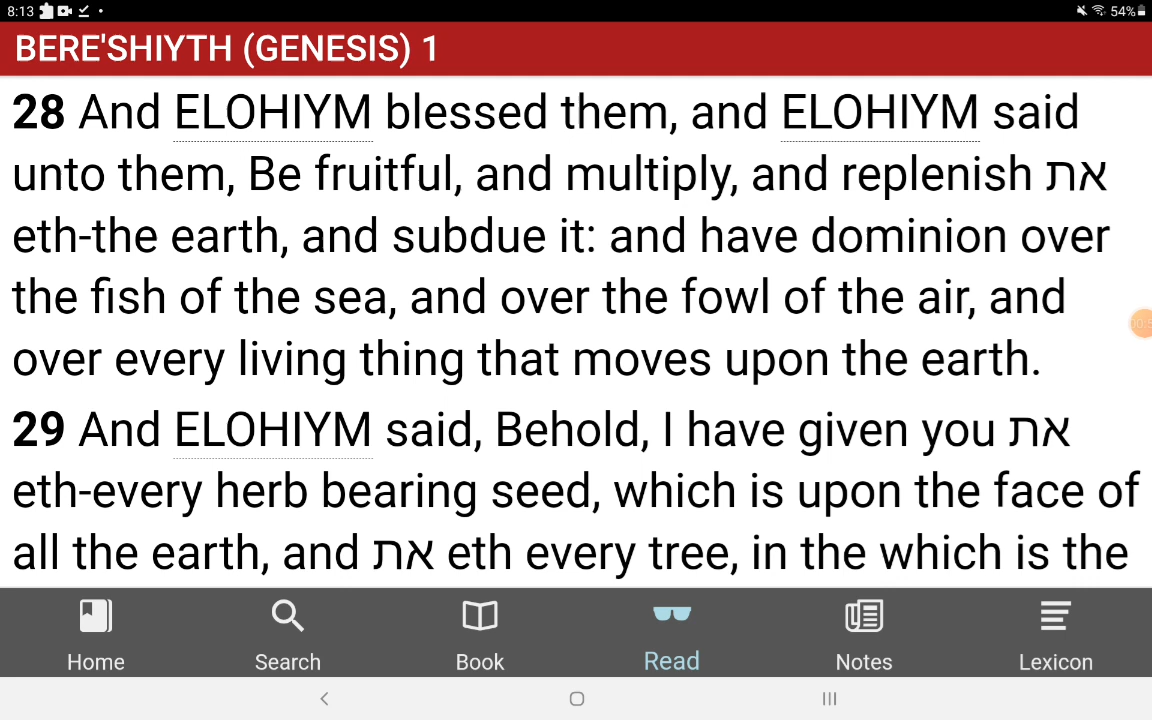 8:13
54%
BERE'SHIYTH (GENESIS) 1
28 And ELOHIYM blessed them, and ELOHIYM said
unto them, Be fruitful, and multiply, and replenish את
eth-the earth, and subdue it: and have dominion over
the fish of the sea, and over the fowl of the air, and
over every living thing that moves upon the earth.
29 And ELOHIYM said, Behold, I have given you את
eth-every herb bearing seed, which is upon the face of
all the earth, and את eth every tree, in the which is the
Home Search Book Read Notes Lexicon